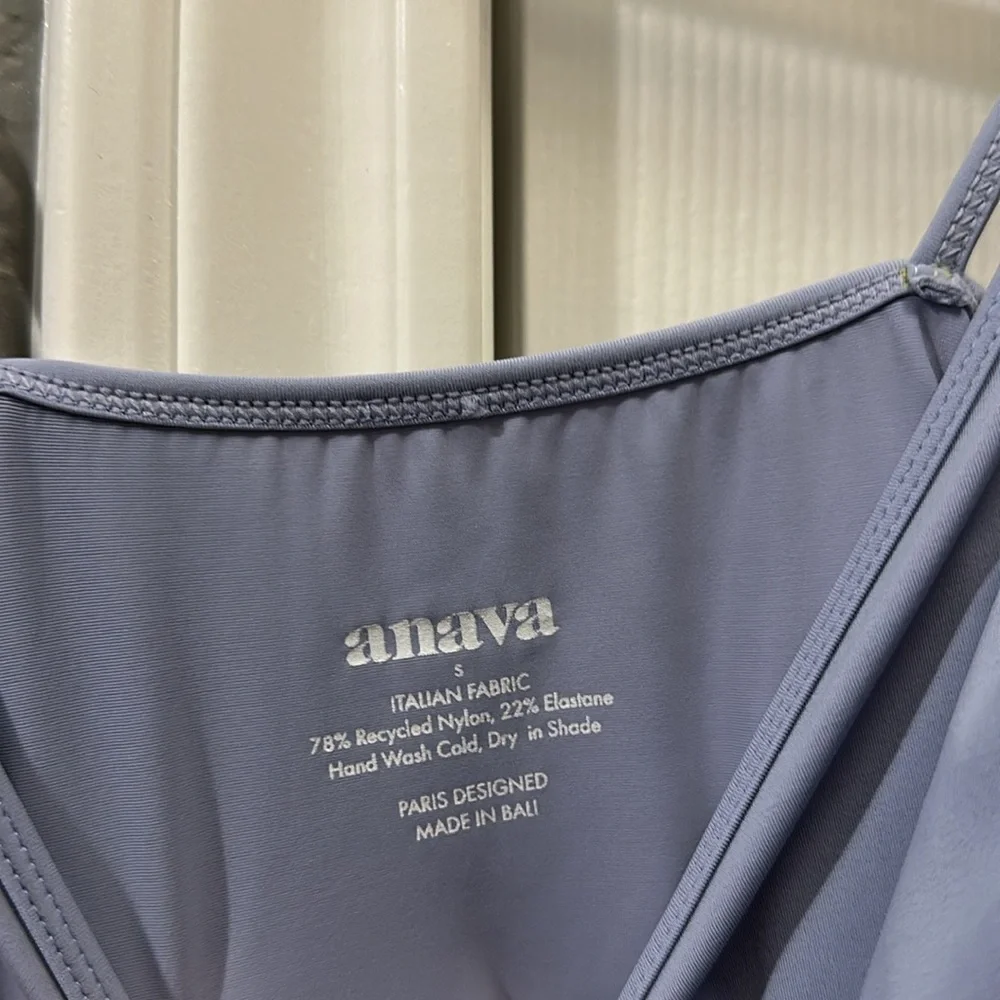 anava
S
ITALIAN FABRIC
78% Recycled Nylon, 22% Elastane
Hand Wash Cold, Dry in Shade
PARIS DESIGNED
MADE IN BALI